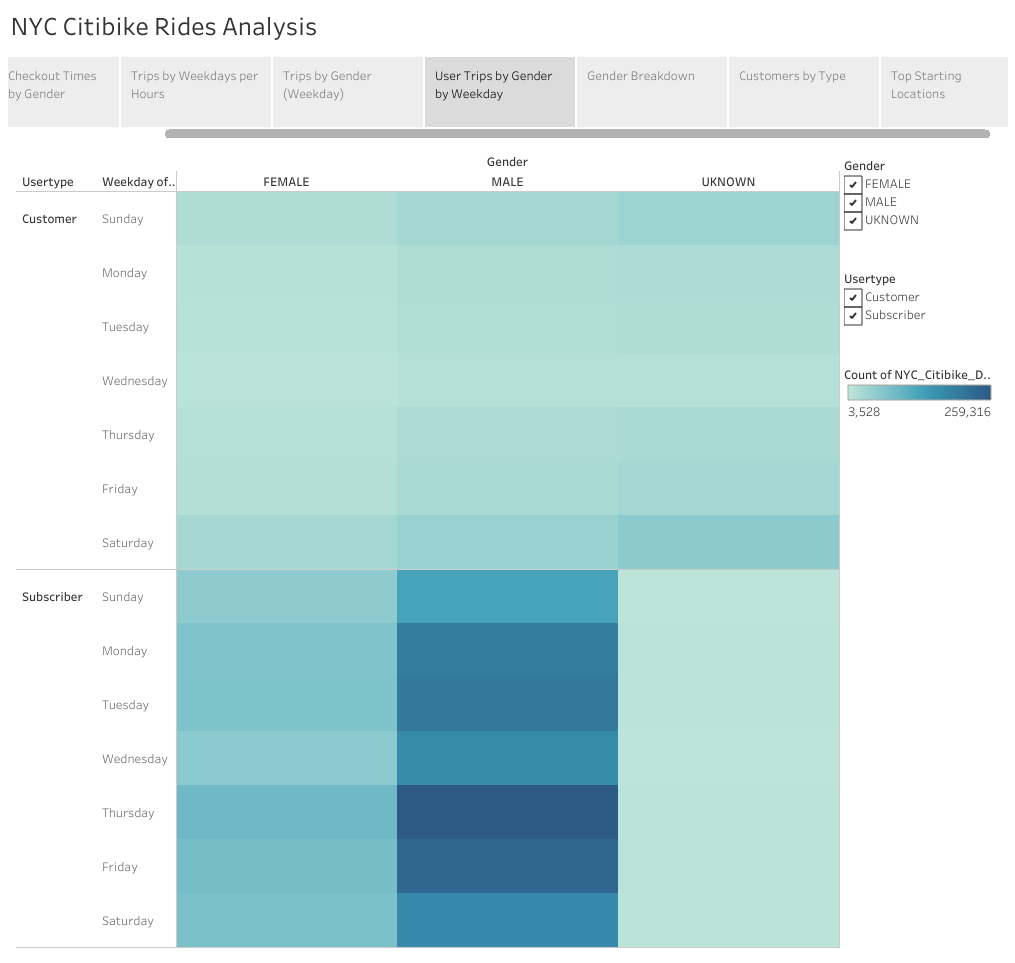 NYC Citibike Rides Analysis
Checkout Times by Gender
Trips by Weekdays per Hours
Trips by Gender (Weekday)
User Trips by Gender by Weekday
Gender Breakdown
Customers by Type
Top Starting Locations
Gender
Usertype Weekday of.. FEMALE MALE UKNOWN
Customer Sunday
Monday
Tuesday
Wednesday
Thursday
Friday
Saturday
Subscriber Sunday
Monday
Tuesday
Wednesday
Thursday
Friday
Saturday
Gender
FEMALE
MALE
UKNOWN
Usertype
Customer
Subscriber
Count of NYC_Citibike_D..
3,528 259,316